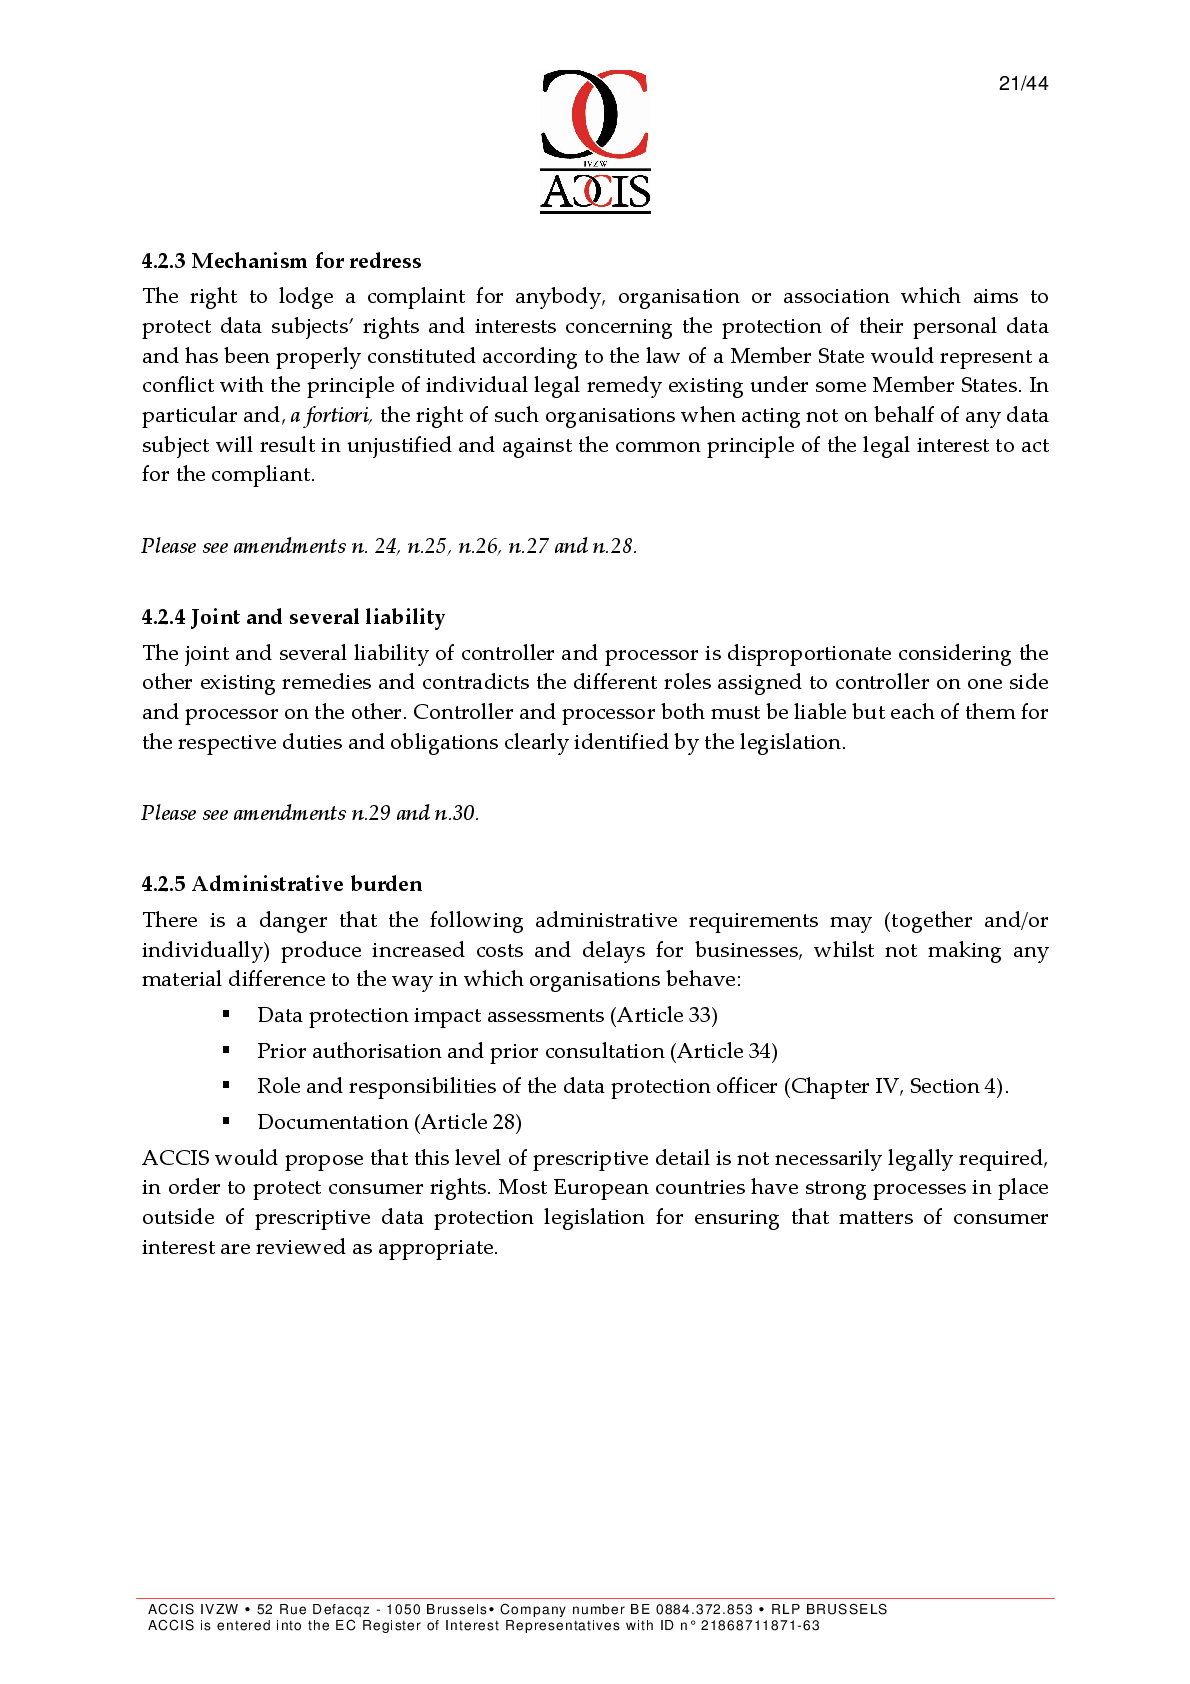 21/44
IVZW
ACCIS
4.2.3 Mechanism for redress
The right to lodge a complaint for anybody, organisation or association which aims to
protect data subjects’ rights and interests concerning the protection of their personal data
and has been properly constituted according to the law of a Member State would represent a
conflict with the principle of individual legal remedy existing under some Member States. In
particular and, a fortiori, the right of such organisations when acting not on behalf of any data
subject will result in unjustified and against the common principle of the legal interest to act
for the compliant.
Please see amendments n. 24, n.25, n.26, n.27 and n.28.
4.2.4 Joint and several liability
The joint and several liability of controller and processor is disproportionate considering the
other existing remedies and contradicts the different roles assigned to controller on one side
and processor on the other. Controller and processor both must be liable but each of them for
the respective duties and obligations clearly identified by the legislation.
Please see amendments n.29 and n.30.
4.2.5 Administrative burden
There is a danger that the following administrative requirements may (together and/or
individually) produce increased costs and delays for businesses, whilst not making any
material difference to the way in which organisations behave:
▪ Data protection impact assessments (Article 33)
▪ Prior authorisation and prior consultation (Article 34)
▪ Role and responsibilities of the data protection officer (Chapter IV, Section 4).
▪ Documentation (Article 28)
ACCIS would propose that this level of prescriptive detail is not necessarily legally required,
in order to protect consumer rights. Most European countries have strong processes in place
outside of prescriptive data protection legislation for ensuring that matters of consumer
interest are reviewed as appropriate.
ACCIS IVZW • 52 Rue Defacqz - 1050 Brussels• Company number BE 0884.372.853 • RLP BRUSSELS
ACCIS is entered into the EC Register of Interest Representatives with ID n° 21868711871-63